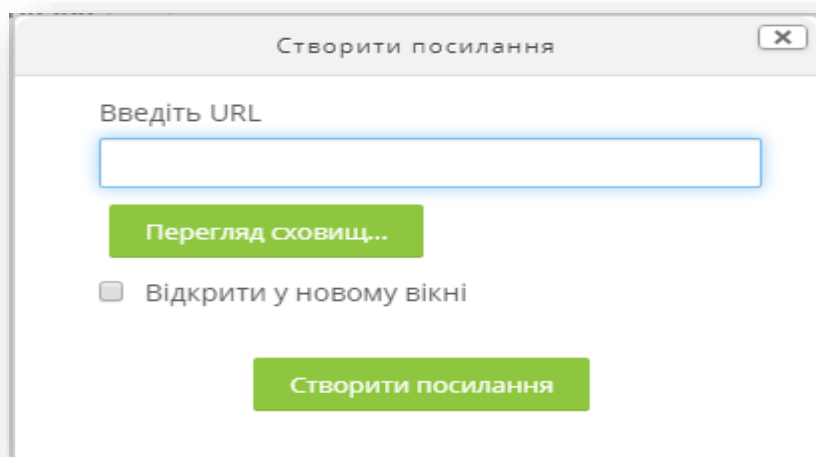 Створити посилання
Введіть URL
Перегляд сховищ...
Відкрити у новому вікні
Створити посилання